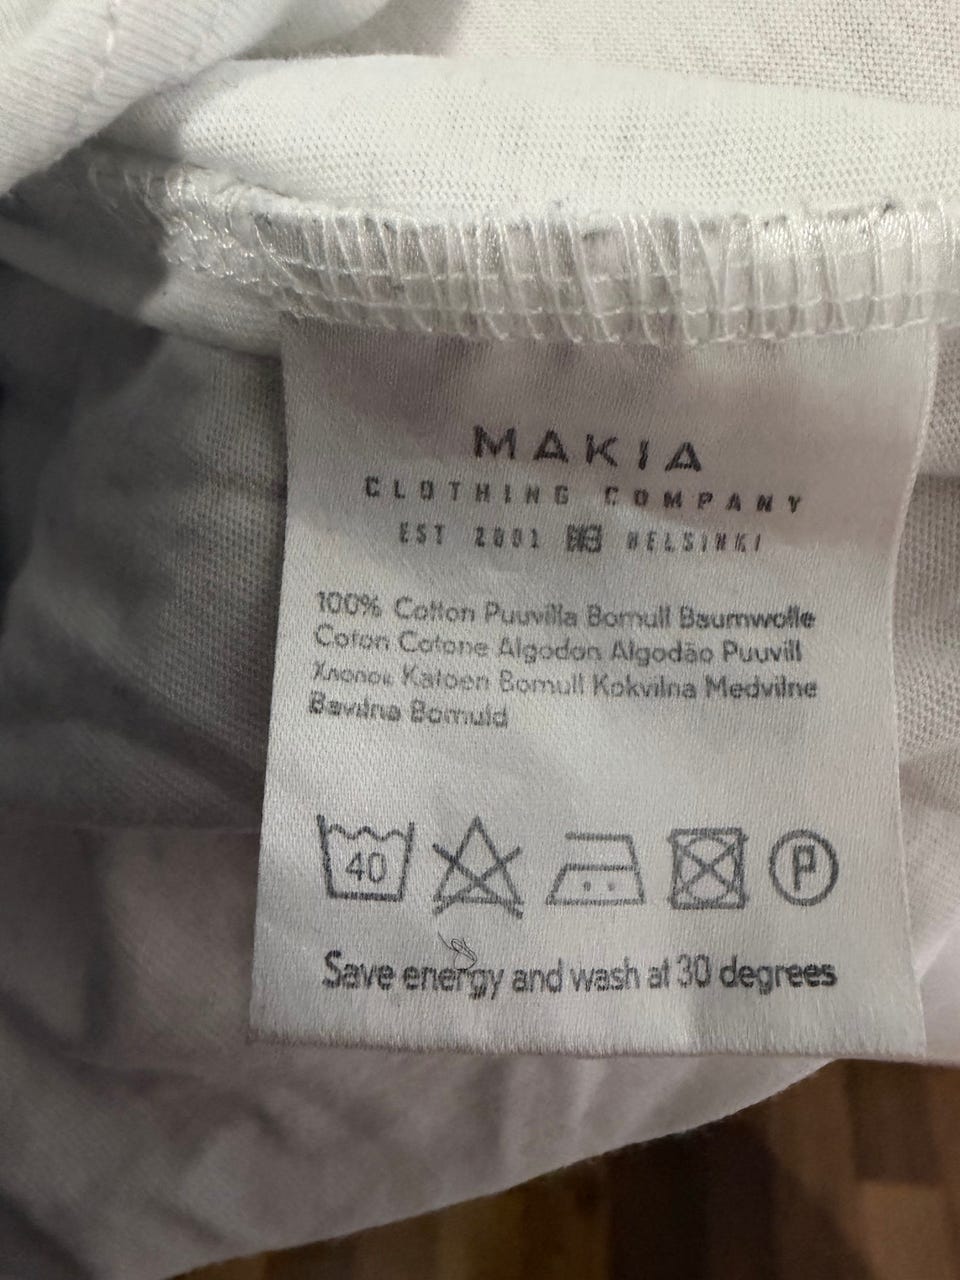 MAKIA
CLOTHING COMPANY
EST 2001 HELSINKI
100% Cotton Puuvilla Bomull Baumwolle
Coton Cotone Algodon Algodão Puuvill
Хлопок Katoen Bomull Kokvilna Medvilne
Bavlna Bomuld
40
P
Save energy and wash at 30 degrees